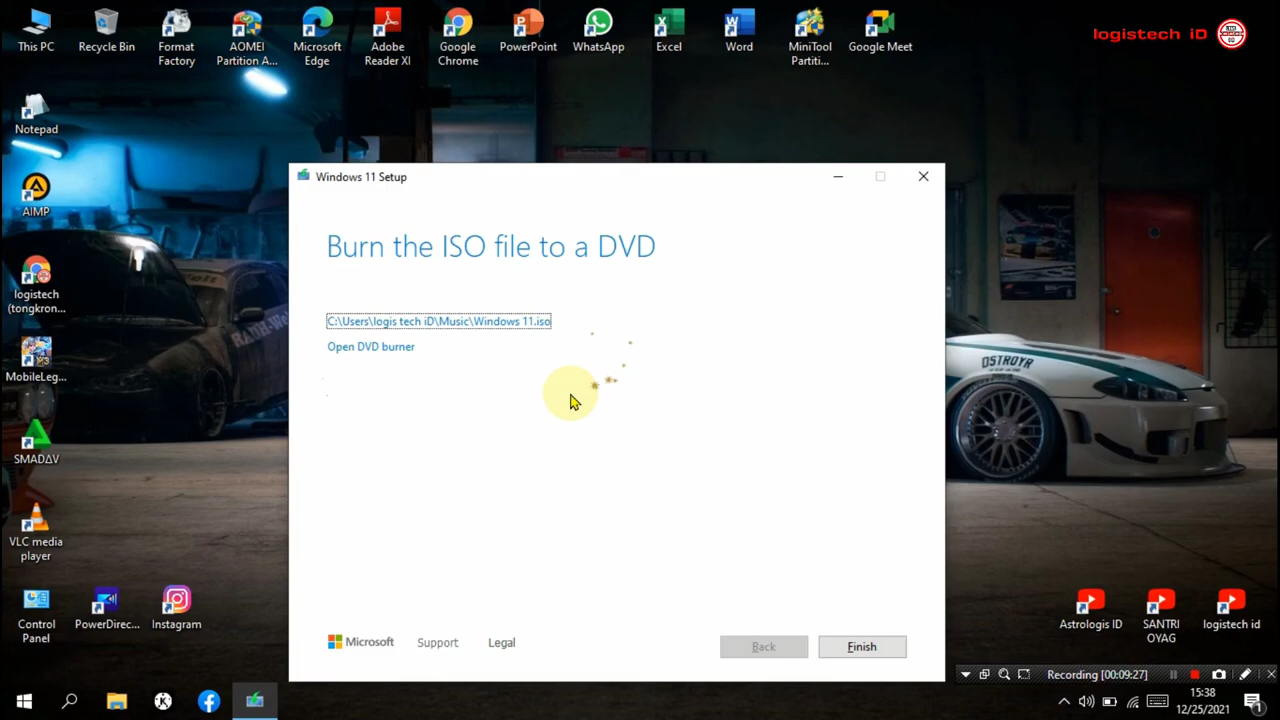 This PC
Recycle Bin
Format
Factory
AOMEI
Partition A...
Microsoft
Edge
Adobe
Reader XI
Google
Chrome
PowerPoint
WhatsApp
Excel
Word
MiniTool
Partiti...
Google Meet
logistech iD
Notepad
AIMP
logistech
(tongkron...
MobileLeg...
SMADΔV
VLC media
player
Control
Panel
PowerDirec...
Instagram
Windows 11 Setup
Burn the ISO file to a DVD
C:\Users\logis tech iD\Music\Windows 11.iso
Open DVD burner
Microsoft
Support
Legal
Back
Finish
DSTROYR
Astrologis ID
SANTRI
OYAG
logistech id
Recording [00:09:27]
15:38
12/25/2021
1